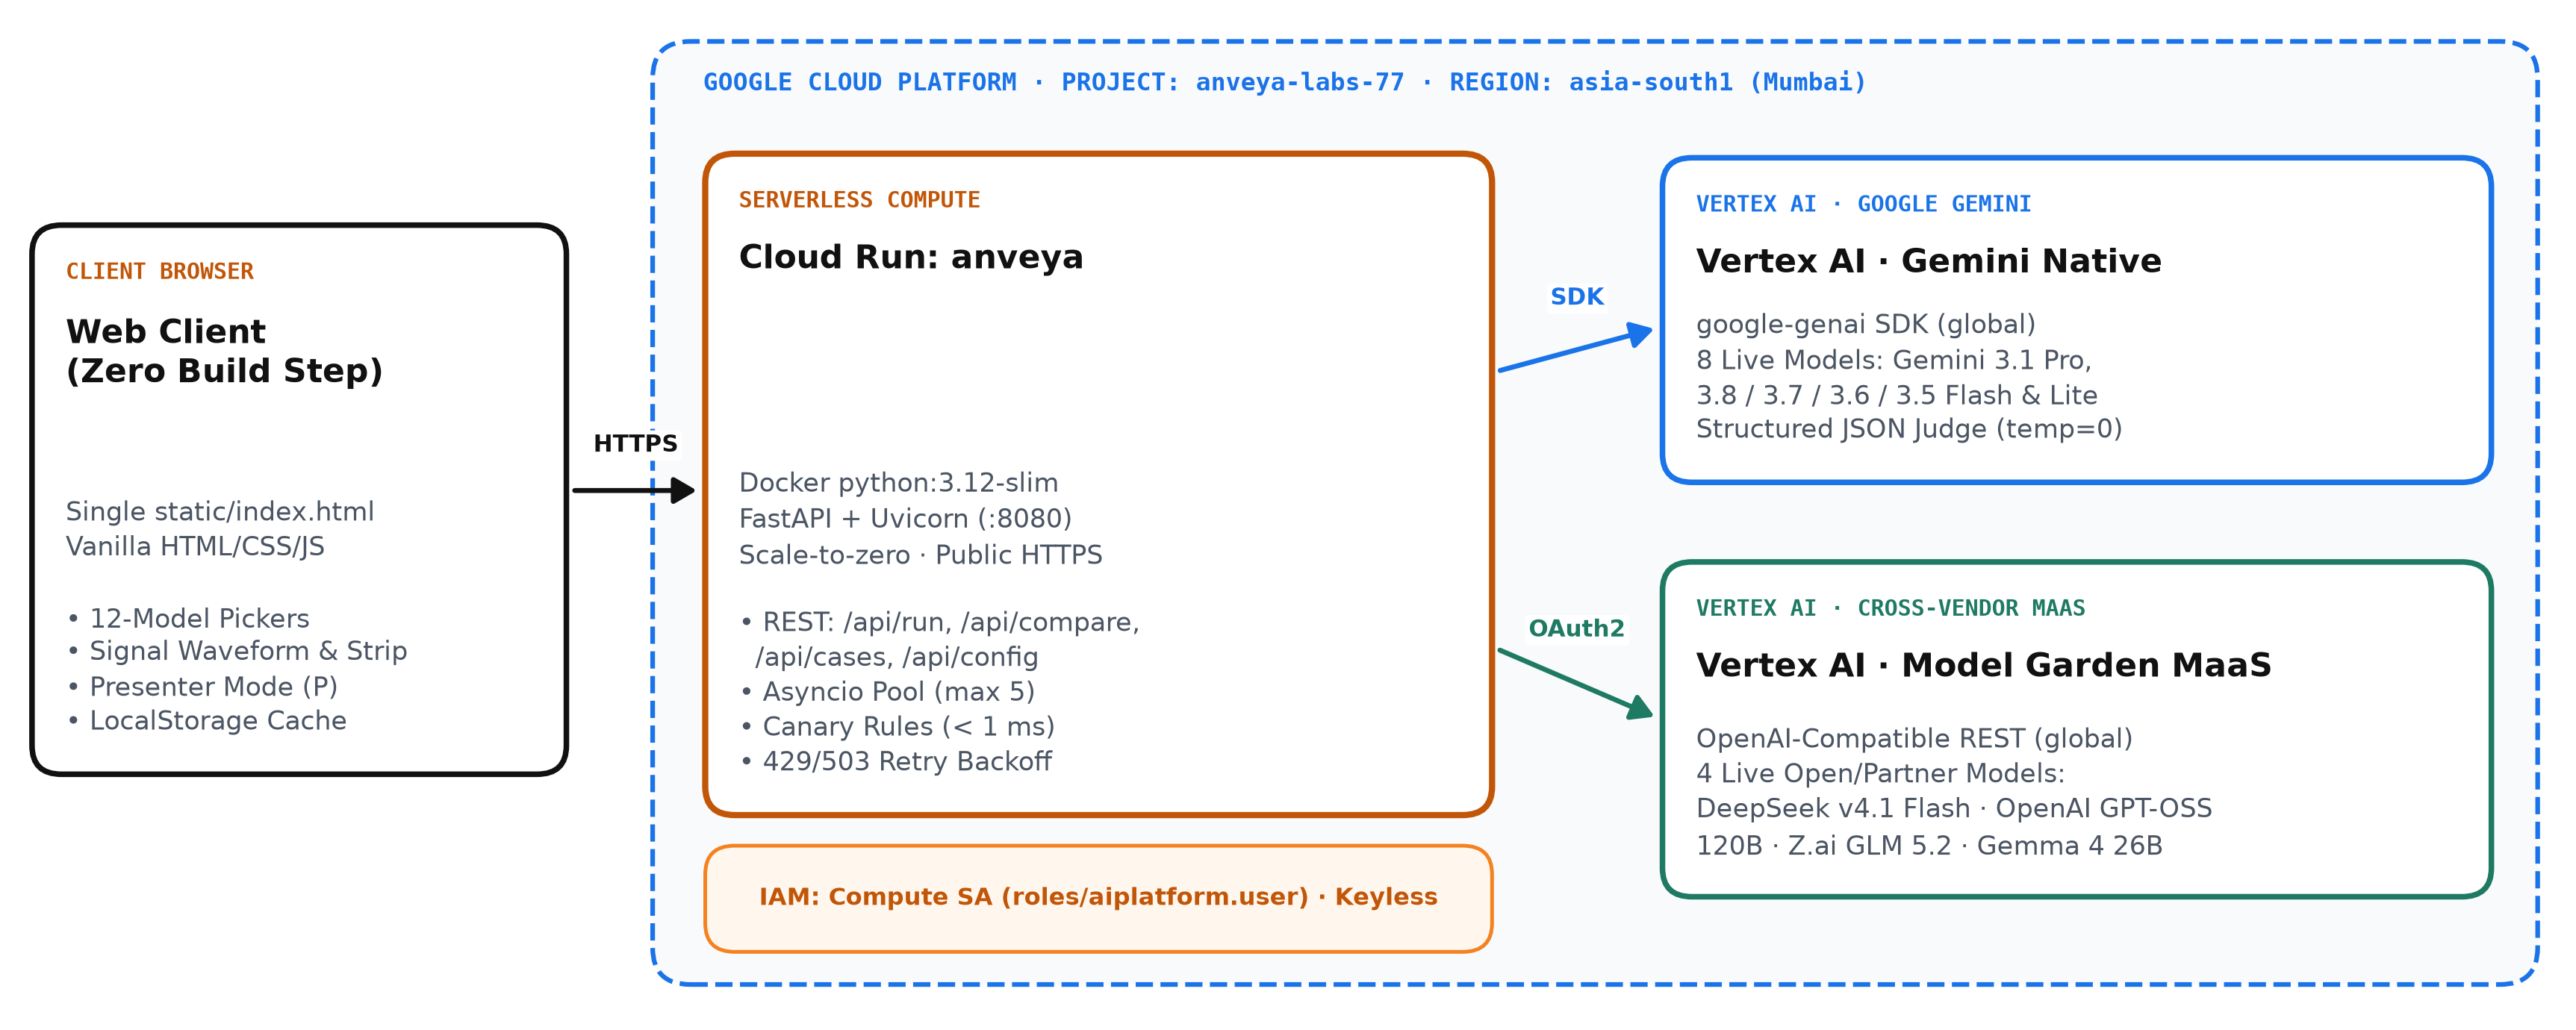 GOOGLE CLOUD PLATFORM · PROJECT: anveya-labs-77 · REGION: asia-south1 (Mumbai)
CLIENT BROWSER
Web Client
(Zero Build Step)
Single static/index.html
Vanilla HTML/CSS/JS
• 12-Model Pickers
• Signal Waveform & Strip
• Presenter Mode (P)
• LocalStorage Cache
HTTPS
SERVERLESS COMPUTE
Cloud Run: anveya
Docker python:3.12-slim
FastAPI + Uvicorn (:8080)
Scale-to-zero · Public HTTPS
• REST: /api/run, /api/compare,
/api/cases, /api/config
• Asyncio Pool (max 5)
• Canary Rules (< 1 ms)
• 429/503 Retry Backoff
IAM: Compute SA (roles/aiplatform.user) · Keyless
SDK
VERTEX AI · GOOGLE GEMINI
Vertex AI · Gemini Native
google-genai SDK (global)
8 Live Models: Gemini 3.1 Pro,
3.8 / 3.7 / 3.6 / 3.5 Flash & Lite
Structured JSON Judge (temp=0)
OAuth2
VERTEX AI · CROSS-VENDOR MAAS
Vertex AI · Model Garden MaaS
OpenAI-Compatible REST (global)
4 Live Open/Partner Models:
DeepSeek v4.1 Flash · OpenAI GPT-OSS
120B · Z.ai GLM 5.2 · Gemma 4 26B